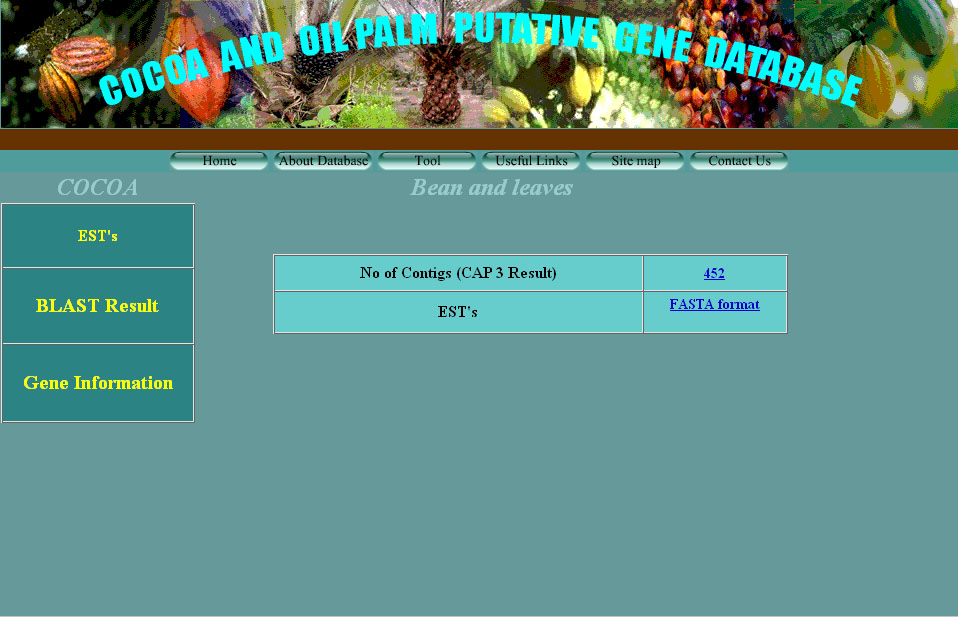 COCOA AND OIL PALM PUTATIVE GENE DATABASE
Home About Database Tool Useful Links Site map Contact Us
COCOA Bean and leaves
EST's
BLAST Result
Gene Information
No of Contigs (CAP 3 Result) 452
EST's FASTA format